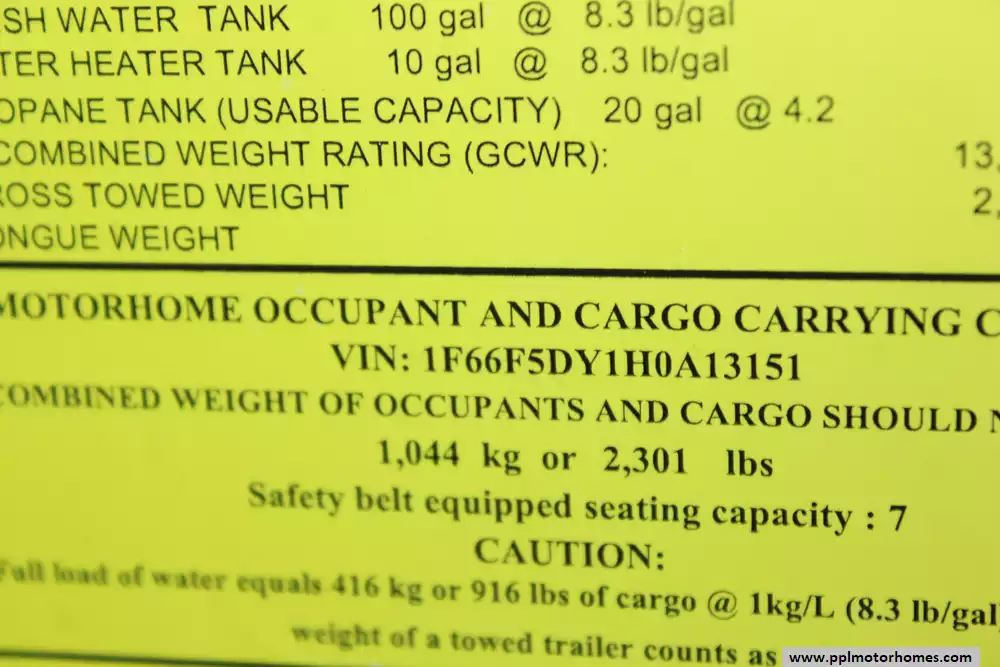 SH WATER TANK 100 gal @ 8.3 lb/gal
TER HEATER TANK 10 gal @ 8.3 lb/gal
OPANE TANK (USABLE CAPACITY) 20 gal @ 4.2
COMBINED WEIGHT RATING (GCWR): 13,
ROSS TOWED WEIGHT 2,
ONGUE WEIGHT
MOTORHOME OCCUPANT AND CARGO CARRYING C
VIN: 1F66F5DY1H0A13151
COMBINED WEIGHT OF OCCUPANTS AND CARGO SHOULD N
1,044 kg or 2,301 lbs
Safety belt equipped seating capacity : 7
CAUTION:
Full load of water equals 416 kg or 916 lbs of cargo @ 1kg/L (8.3 lb/gal
weight of a towed trailer counts as
www.pplmotorhomes.com